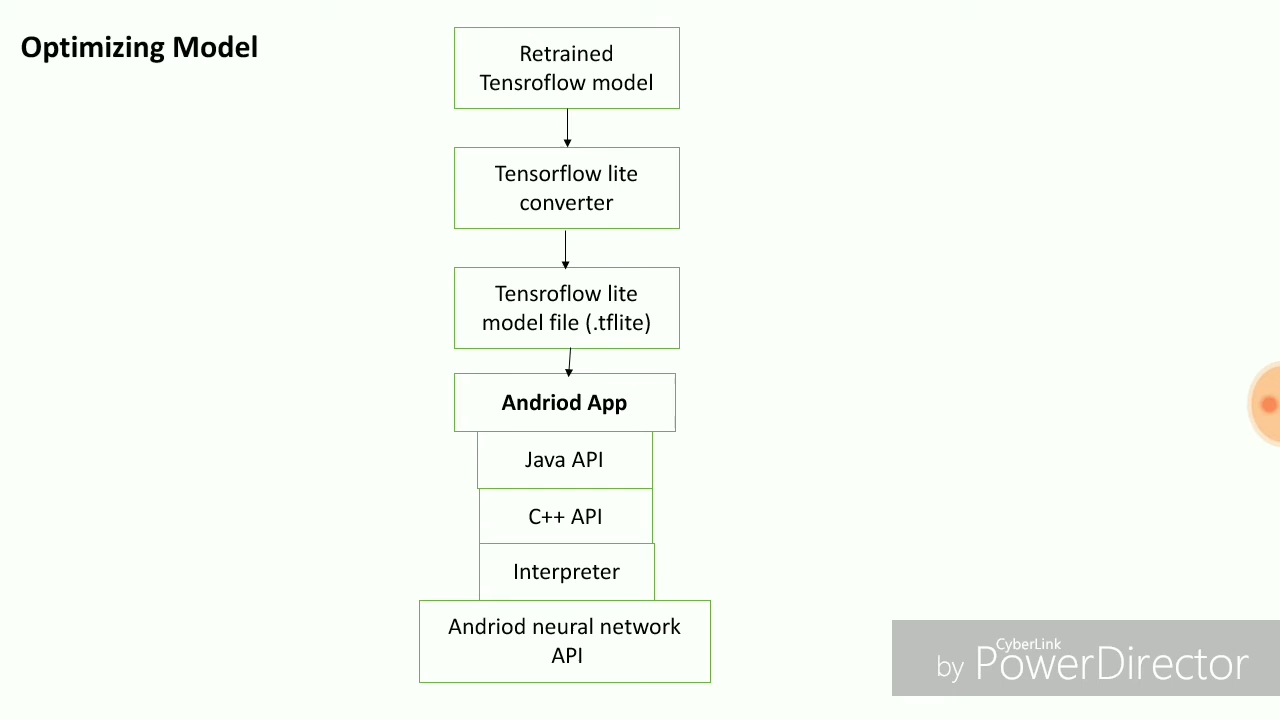 Optimizing Model
Retrained
Tensroflow model
Tensorflow lite
converter
Tensroflow lite
model file (.tflite)
Andriod App
Java API
C++ API
Interpreter
Andriod neural network
API
CyberLink
by PowerDirector